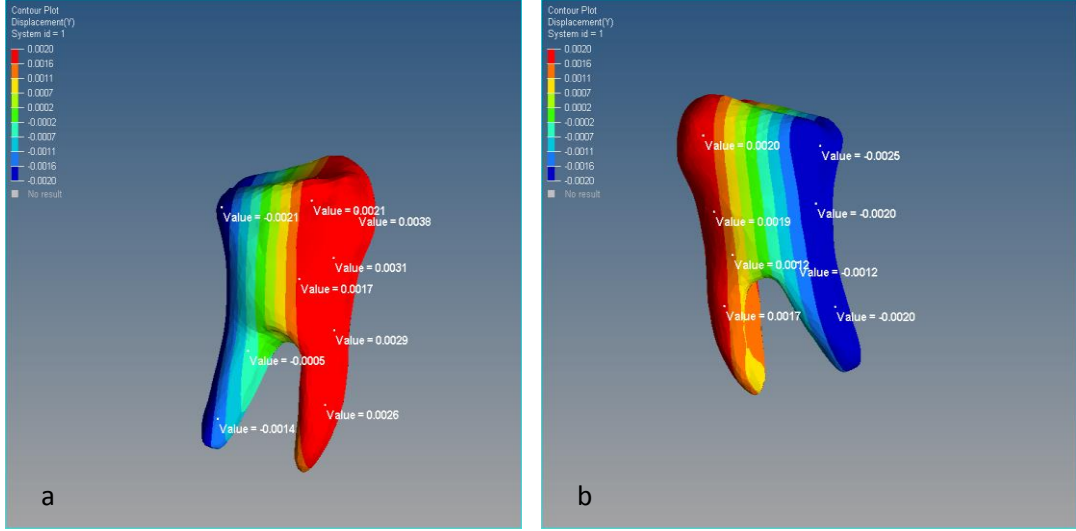 Contour Plot
Displacement(Y)
System id = 1
0.0020
0.0016
0.0011
0.0007
0.0002
-0.0002
-0.0007
-0.0011
-0.0016
-0.0020
No result
Value = -0.0021
Value = 0.0021
Value = 0.0038
Value = 0.0031
Value = 0.0017
Value = 0.0029
Value = -0.0005
Value = 0.0026
Value = -0.0014
a
Contour Plot
Displacement(Y)
System id = 1
0.0020
0.0016
0.0011
0.0007
0.0002
-0.0002
-0.0007
-0.0011
-0.0016
-0.0020
No result
Value = 0.0020
Value = -0.0025
Value = 0.0019
Value = -0.0020
Value = 0.0012
Value = -0.0012
Value = 0.0017
Value = -0.0020
b